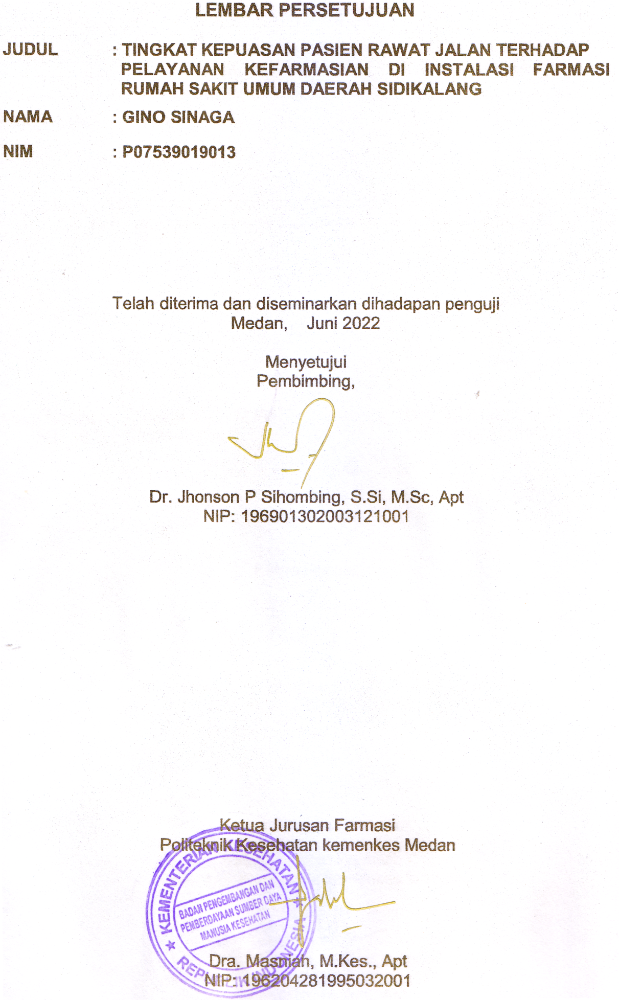 LEMBAR PERSETUJUAN
JUDUL : TINGKAT KEPUASAN PASIEN RAWAT JALAN TERHADAP
PELAYANAN KEFARMASIAN DI INSTALASI FARMASI
RUMAH SAKIT UMUM DAERAH SIDIKALANG
NAMA : GINO SINAGA
NIM : P07539019013
Telah diterima dan diseminarkan dihadapan penguji
Medan, Juni 2022
Menyetujui
Pembimbing,
Dr. Jhonson P Sihombing, S.Si, M.Sc, Apt
NIP: 196901302003121001
Ketua Jurusan Farmasi
Politeknik Kesehatan kemenkes Medan
KEMENTERIAN KESEHATAN
BADAN PENGEMBANGAN DAN
PEMBERDAYAAN SUMBER DAYA
MANUSIA KESEHATAN
REPUBLIK INDONESIA
Dra. Masniah, M.Kes., Apt
NIP: 196204281995032001